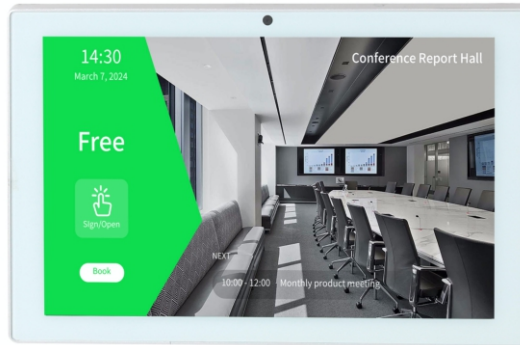 14:30
March 7, 2024
Free
Sign/Open
Book
Conference Report Hall
NEXT
10:00 - 12:00 Monthly product meeting